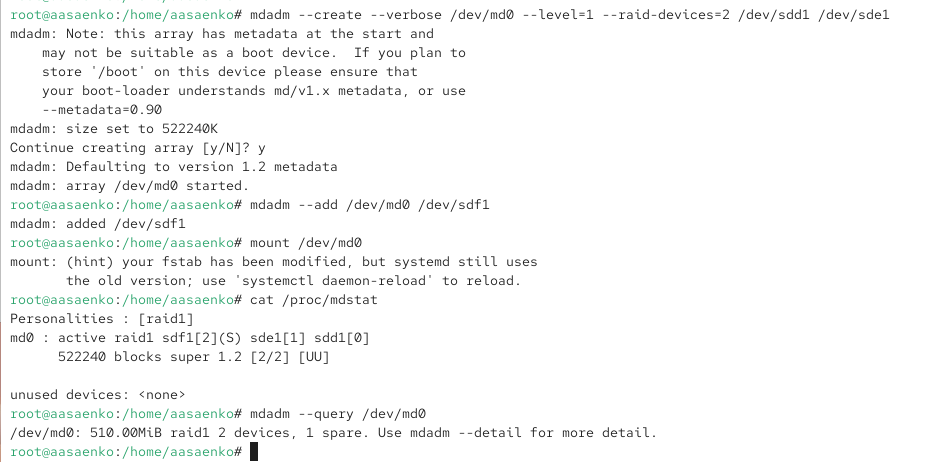 root@aasaenko:/home/aasaenko# mdadm --create --verbose /dev/md0 --level=1 --raid-devices=2 /dev/sdd1 /dev/sde1
mdadm: Note: this array has metadata at the start and
    may not be suitable as a boot device.  If you plan to
    store '/boot' on this device please ensure that
    your boot-loader understands md/v1.x metadata, or use
    --metadata=0.90
mdadm: size set to 522240K
Continue creating array [y/N]? y
mdadm: Defaulting to version 1.2 metadata
mdadm: array /dev/md0 started.
root@aasaenko:/home/aasaenko# mdadm --add /dev/md0 /dev/sdf1
mdadm: added /dev/sdf1
root@aasaenko:/home/aasaenko# mount /dev/md0
mount: (hint) your fstab has been modified, but systemd still uses
       the old version; use 'systemctl daemon-reload' to reload.
root@aasaenko:/home/aasaenko# cat /proc/mdstat
Personalities : [raid1]
md0 : active raid1 sdf1[2](S) sde1[1] sdd1[0]
      522240 blocks super 1.2 [2/2] [UU]

unused devices: <none>
root@aasaenko:/home/aasaenko# mdadm --query /dev/md0
/dev/md0: 510.00MiB raid1 2 devices, 1 spare. Use mdadm --detail for more detail.
root@aasaenko:/home/aasaenko#